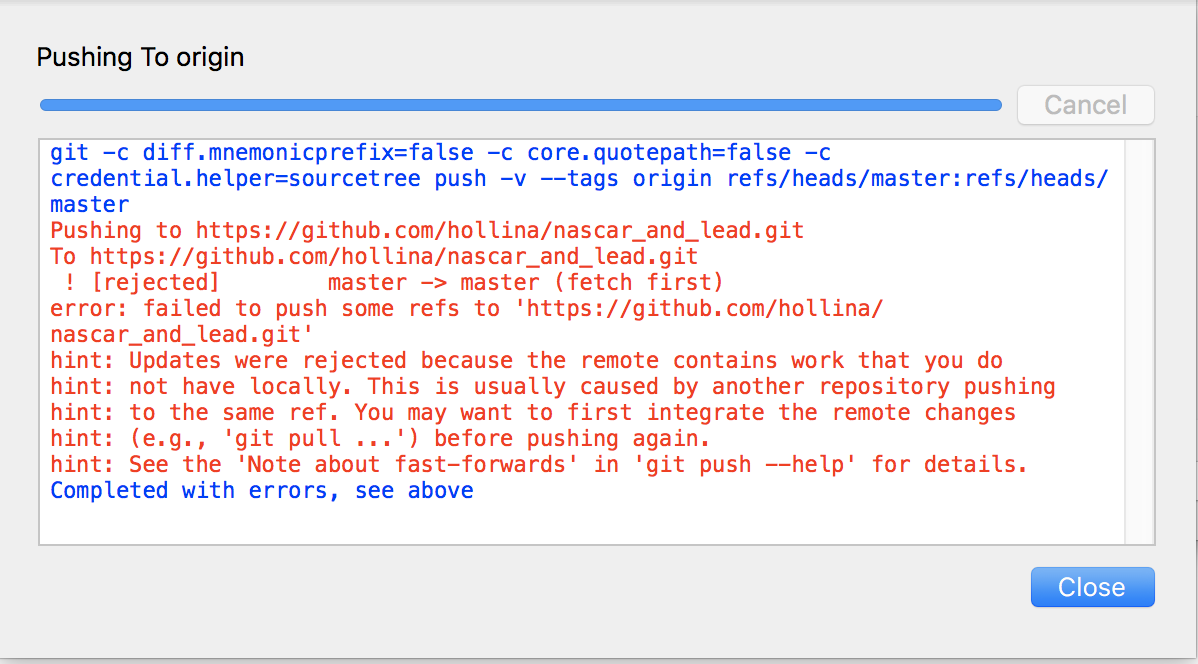 Pushing To origin
Cancel
git -c diff.mnemonicprefix=false -c core.quotepath=false -c
credential.helper=sourcetree push -v --tags origin refs/heads/master:refs/heads/
master
Pushing to https://github.com/hollina/nascar_and_lead.git
To https://github.com/hollina/nascar_and_lead.git
 ! [rejected]        master -> master (fetch first)
error: failed to push some refs to 'https://github.com/hollina/
nascar_and_lead.git'
hint: Updates were rejected because the remote contains work that you do
hint: not have locally. This is usually caused by another repository pushing
hint: to the same ref. You may want to first integrate the remote changes
hint: (e.g., 'git pull ...') before pushing again.
hint: See the 'Note about fast-forwards' in 'git push --help' for details.
Completed with errors, see above
Close